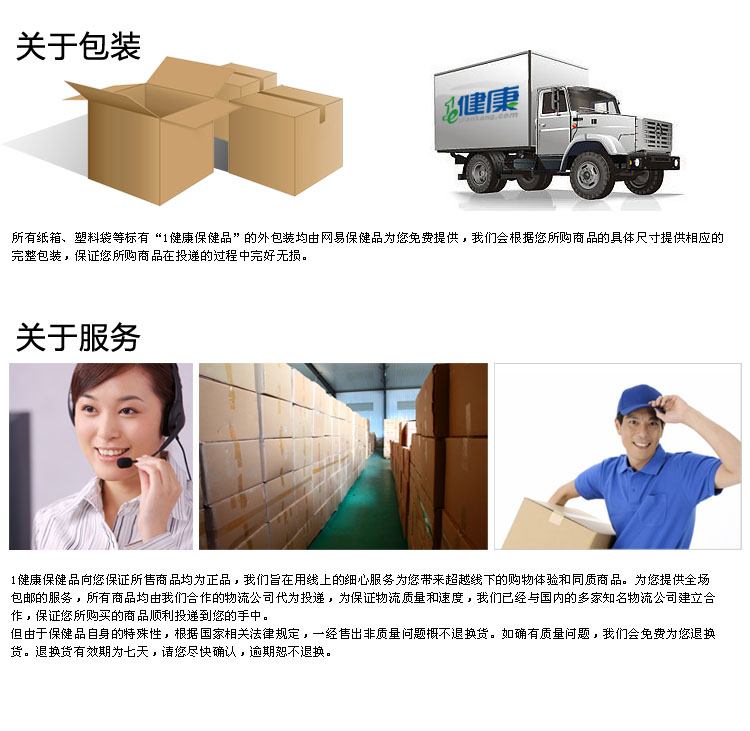 关于包装
1健康
jiankang.com
所有纸箱、塑料袋等标有“1健康保健品”的外包装均由网易保健品为您免费提供，我们会根据您所购商品的具体尺寸提供相应的
完整包装，保证您所购商品在投递的过程中完好无损。
关于服务
1健康保健品向您保证所售商品均为正品，我们旨在用线上的细心服务为您带来超越线下的购物体验和同质商品。为您提供全场
包邮的服务，所有商品均由我们合作的物流公司代为投递，为保证物流质量和速度，我们已经与国内的多家知名物流公司建立合
作，保证您所购买的商品顺利投递到您的手中。
但由于保健品自身的特殊性，根据国家相关法律规定，一经售出非质量问题概不退换货。如确有质量问题，我们会免费为您退换
货。退换货有效期为七天，请您尽快确认，逾期恕不退换。